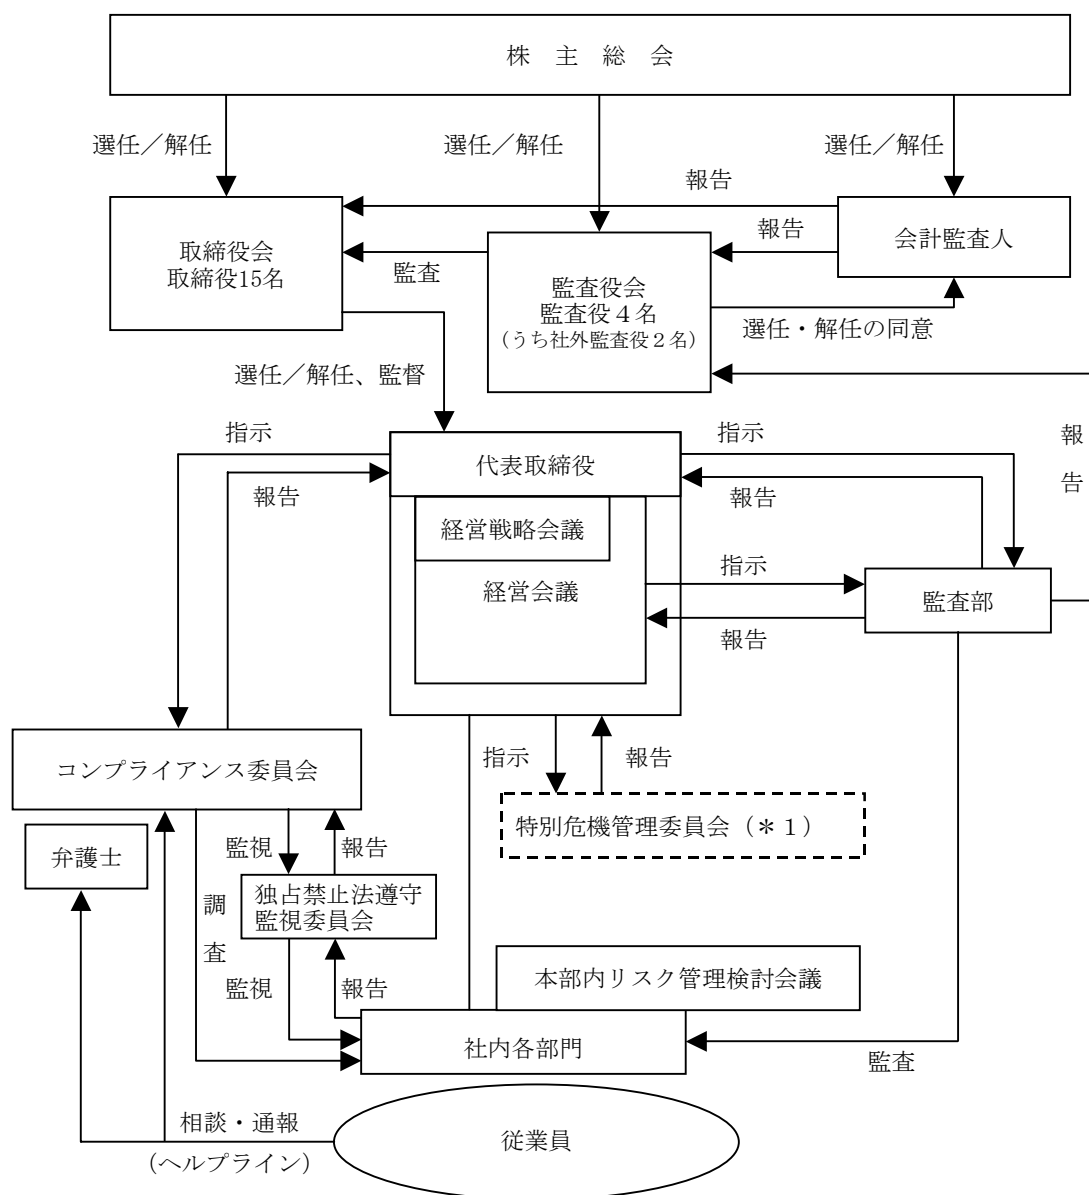 株　主　総　会
選任／解任
選任／解任
選任／解任
報告
取締役会
取締役15名
監査
監査役会
監査役４名
（うち社外監査役２名）
報告
会計監査人
選任・解任の同意
選任／解任、監督
指示
報告
代表取締役
指示
報告
報
告
経営戦略会議
経営会議
指示
報告
監査部
コンプライアンス委員会
指示
報告
特別危機管理委員会（＊１）
弁護士
監視
報告
調
査
独占禁止法遵守
監視委員会
監視
報告
本部内リスク管理検討会議
社内各部門
監査
相談・通報
（ヘルプライン）
従業員